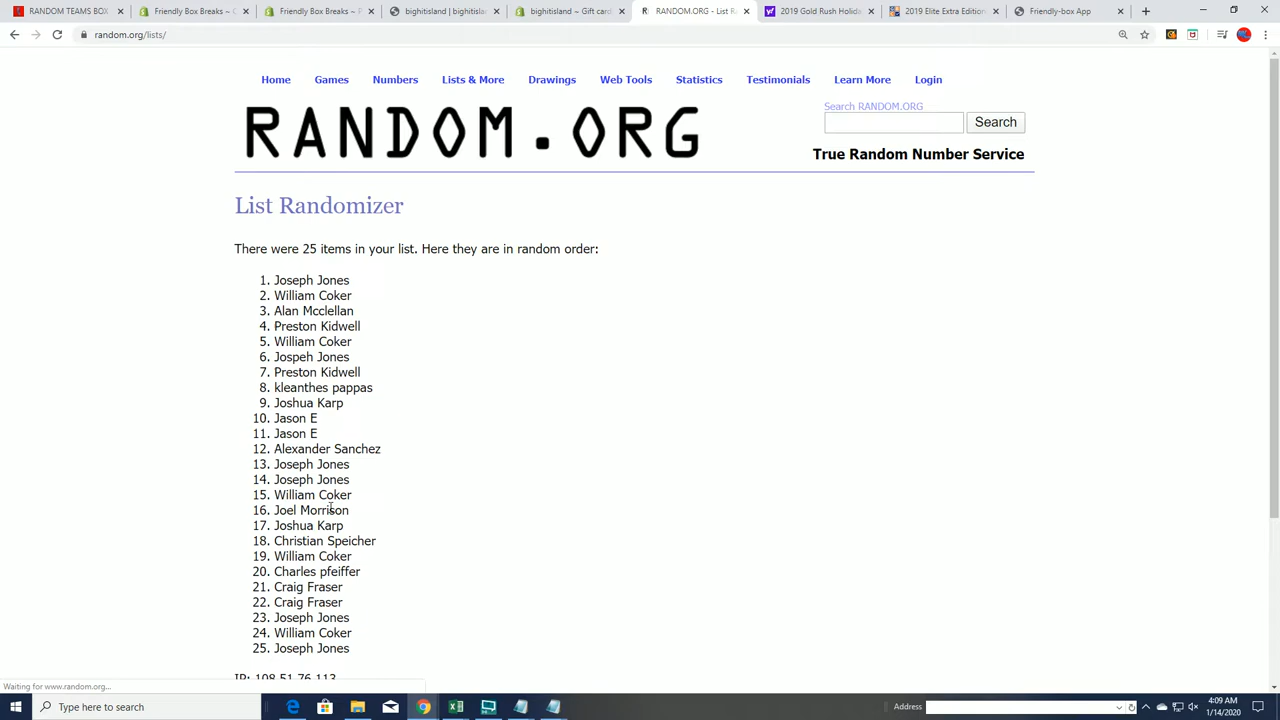 RANDOM TEAMS BOX
Friendly Box Breaks ~ C
Friendly Box Breaks ~ P
bighitisland | bighitisland
bighitisland ~ Gift card
RANDOM.ORG - List R
2019 Gold Rush Holid
2019 Elite Extra Edition
Friendly-box App
random.org/lists/
Home Games Numbers Lists & More Drawings Web Tools Statistics Testimonials Learn More Login
RANDOM.ORG
Search RANDOM.ORG
Search
True Random Number Service
List Randomizer
There were 25 items in your list. Here they are in random order:
1. Joseph Jones
2. William Coker
3. Alan Mcclellan
4. Preston Kidwell
5. William Coker
6. Jospeh Jones
7. Preston Kidwell
8. kleanthes pappas
9. Joshua Karp
10. Jason E
11. Jason E
12. Alexander Sanchez
13. Joseph Jones
14. Joseph Jones
15. William Coker
16. Joel Morrison
17. Joshua Karp
18. Christian Speicher
19. William Coker
20. Charles pfeiffer
21. Craig Fraser
22. Craig Fraser
23. Joseph Jones
24. William Coker
25. Joseph Jones
IP: 108.51.76.113
Waiting for www.random.org...
Type here to search
Address
4:09 AM
1/14/2020